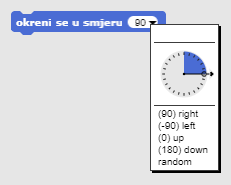 okreni se u smjeru 90
(90) right
(-90) left
(0) up
(180) down
random